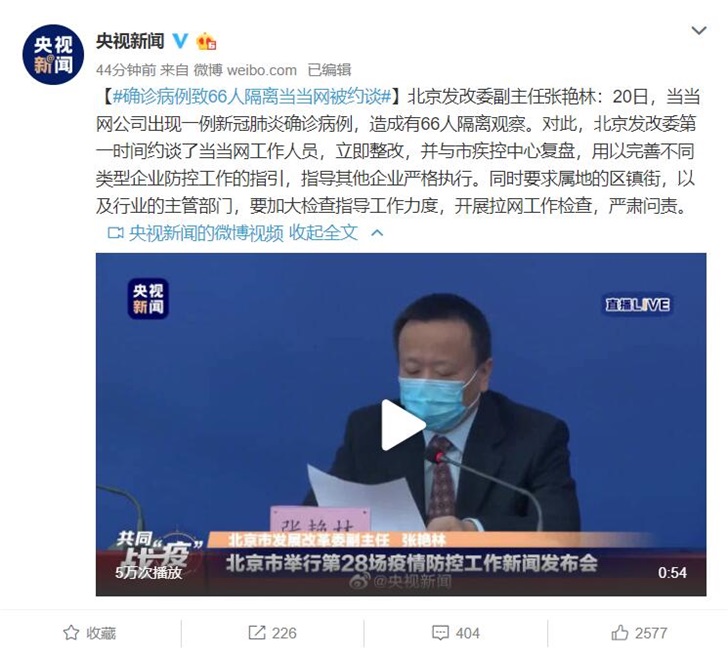 央视
新闻
央视新闻
44分钟前 来自 微博 weibo.com 已编辑
【#确诊病例致66人隔离当当网被约谈#】北京发改委副主任张艳林：20日，当当
网公司出现一例新冠肺炎确诊病例，造成有66人隔离观察。对此，北京发改委第
一时间约谈了当当网工作人员，立即整改，并与市疾控中心复盘，用以完善不同
类型企业防控工作的指引，指导其他企业严格执行。同时要求属地的区镇街，以
及行业的主管部门，要加大检查指导工作力度，开展拉网工作检查，严肃问责。
央视新闻的微博视频 收起全文
央视
新闻
直播LIVE
张艳林
共同
战“疫”
北京市发展改革委副主任 张艳林
北京市举行第28场疫情防控工作新闻发布会
@央视新闻
5万次播放
0:54
收藏
226
404
2577